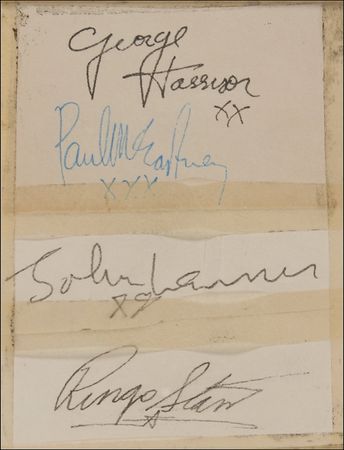 George
Harrison
xx
Paul McCartney
xxx
John Lennon
xx
Ringo Starr